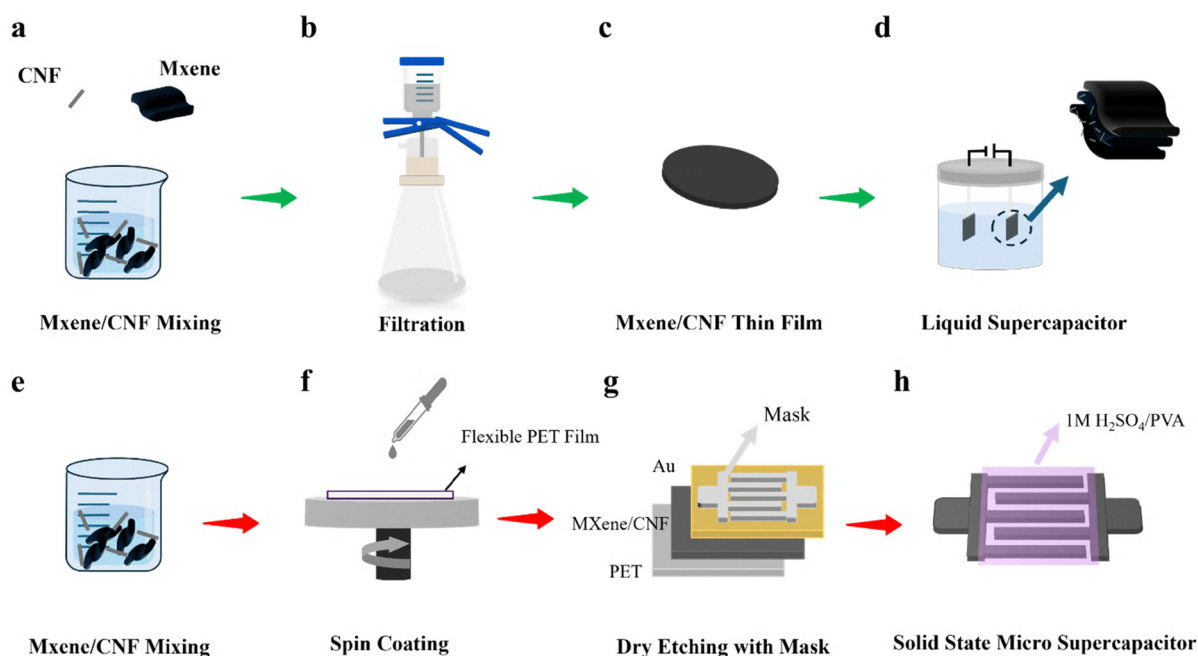 a
b
c
d
CNF
Mxene
Mxene/CNF Mixing
Filtration
Mxene/CNF Thin Film
Liquid Supercapacitor
e
f
g
h
Flexible PET Film
Mask
Au
MXene/CNF
PET
1M H₂SO₄/PVA
Mxene/CNF Mixing
Spin Coating
Dry Etching with Mask
Solid State Micro Supercapacitor